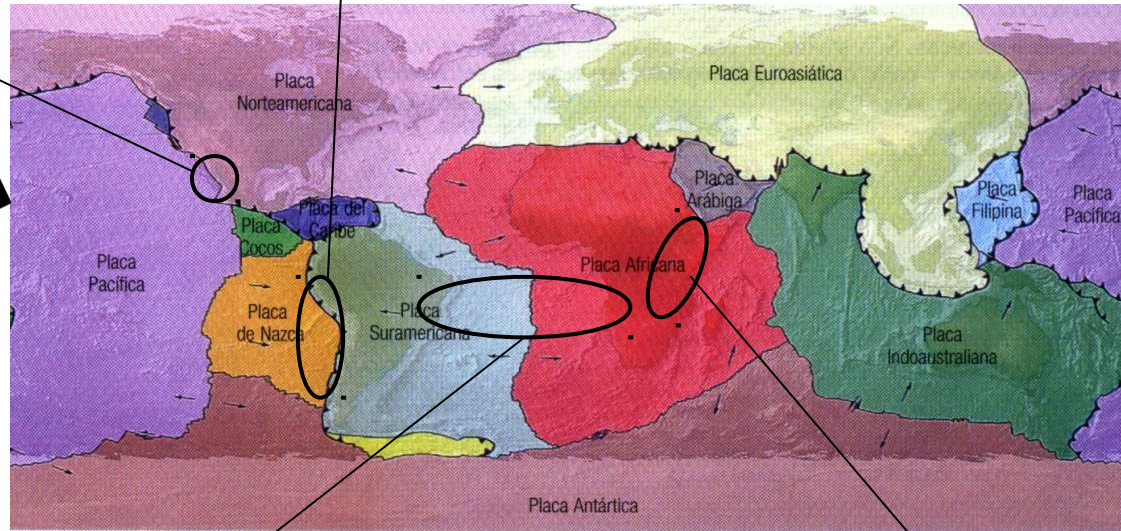 Placa
Norteamericana
Placa Euroasiática
Placa
Arábiga
Placa
Filipina
Placa
Pacífica
Placa del
Caribe
Placa
Cocos
Placa
Pacífica
Placa Africana
Placa
de Nazca
Placa
Suramericana
Placa
Indoaustraliana
Placa Antártica